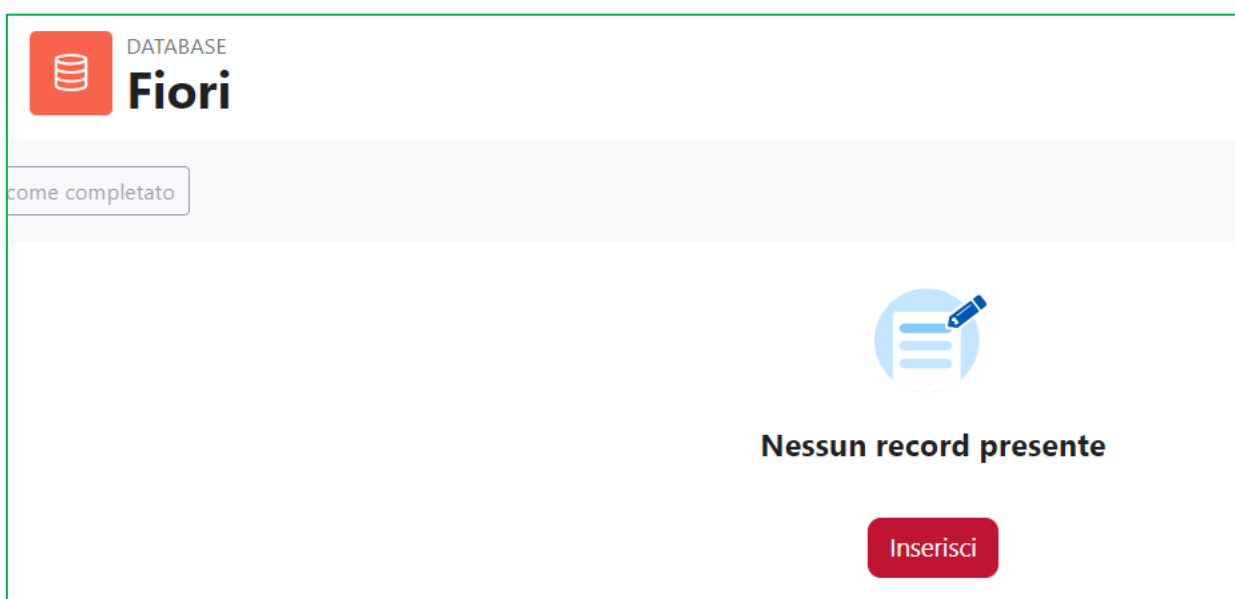 DATABASE
Fiori
come completato
Nessun record presente
Inserisci